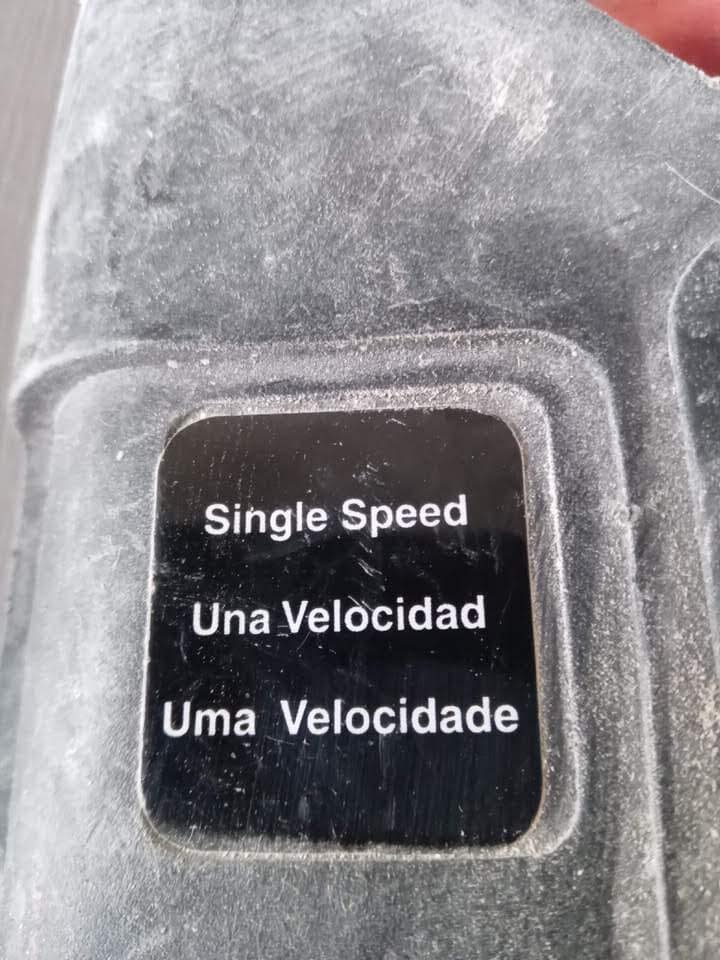 Single Speed
Una Velocidad
Uma Velocidade